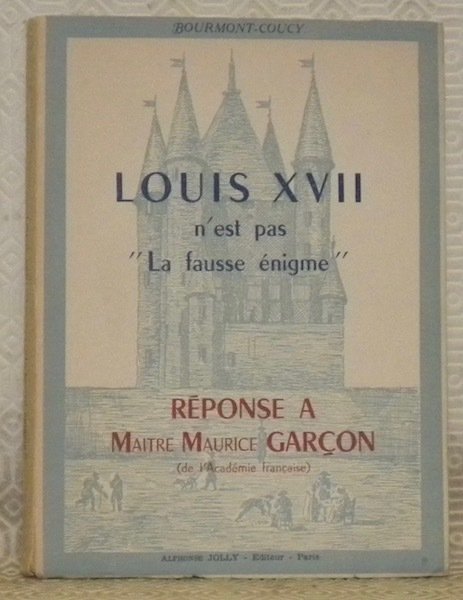 BOURMONT-COUCY
LOUIS XVII
n'est pas
"La fausse énigme"
RÉPONSE A
MAITRE MAURICE GARÇON
(de l'Académie française)
ALPHONSE JOLLY - Editeur - Paris